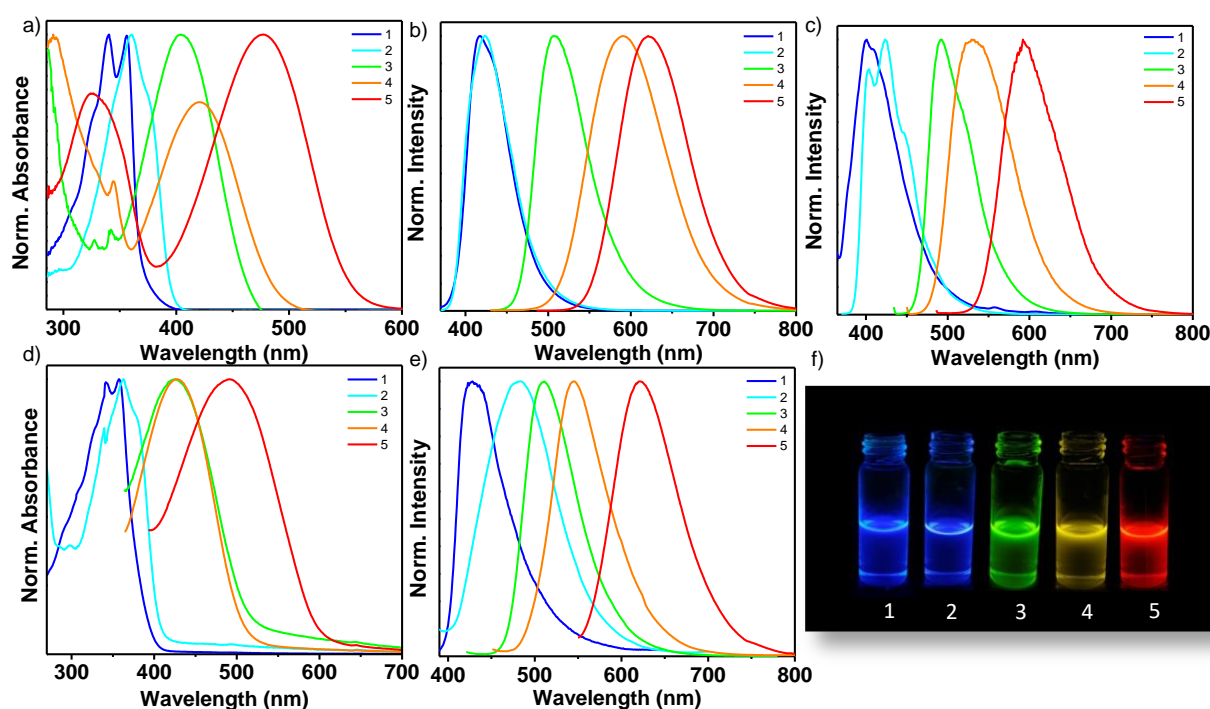 a)
Norm. Absorbance
1
2
3
4
5
300 400 500 600
Wavelength (nm)
b)
Norm. Intensity
1
2
3
4
5
400 500 600 700 800
Wavelength (nm)
c)
Norm. Intensity
1
2
3
4
5
400 500 600 700 800
Wavelength (nm)
d)
Norm. Absorbance
1
2
3
4
5
300 400 500 600 700
Wavelength (nm)
e)
Norm. Intensity
1
2
3
4
5
400 500 600 700 800
Wavelength (nm)
f)
1 2 3 4 5